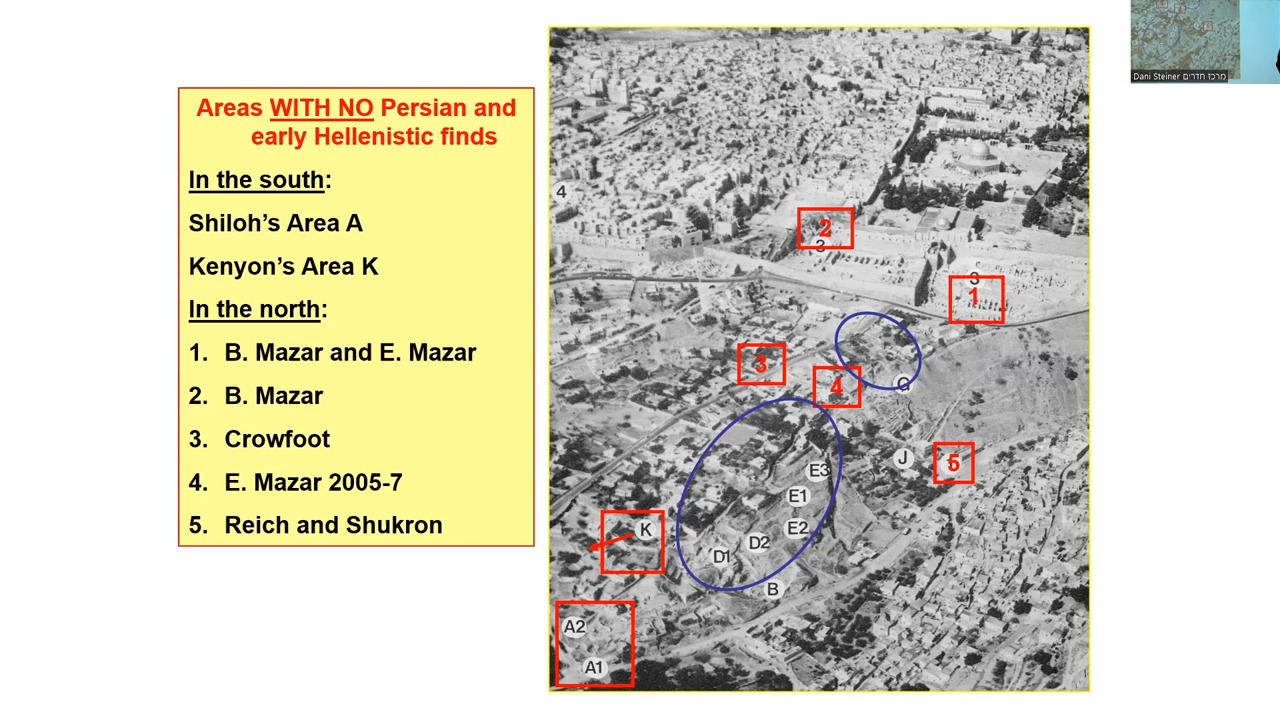 Areas WITH NO Persian and
early Hellenistic finds
In the south:
Shiloh’s Area A
Kenyon’s Area K
In the north:
1. B. Mazar and E. Mazar
2. B. Mazar
3. Crowfoot
4. E. Mazar 2005-7
5. Reich and Shukron
4
2
3
3
1
3
4
G
E3
J
5
E1
K
E2
D2
D1
B
A2
A1
Dani Steiner מרכז חדרים